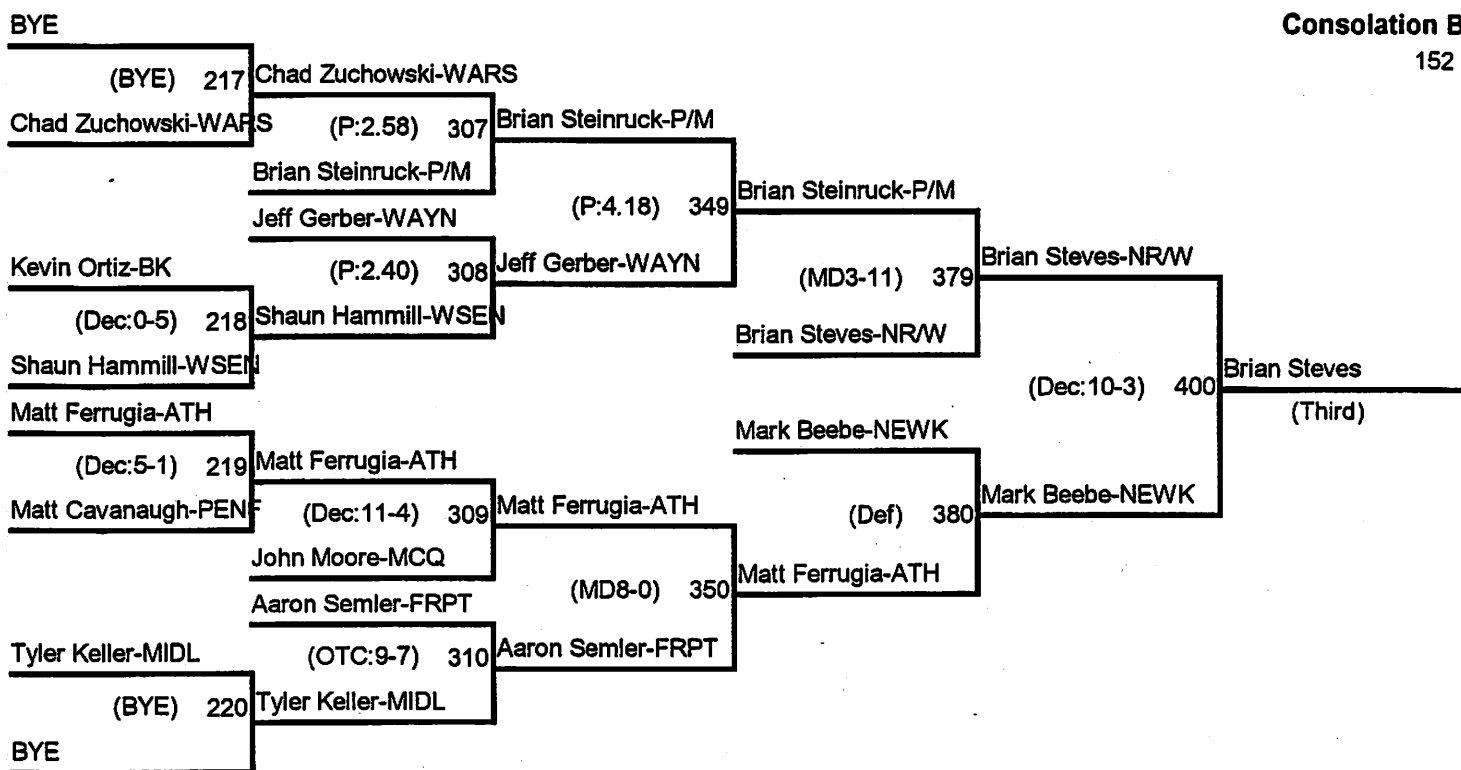 BYE
Consolation B
152
(BYE) 217
Chad Zuchowski-WARS
Chad Zuchowski-WARS
(P:2.58) 307
Brian Steinruck-P/M
Brian Steinruck-P/M
(P:4.18) 349
Brian Steinruck-P/M
Jeff Gerber-WAYN
Kevin Ortiz-BK
(P:2.40) 308
Jeff Gerber-WAYN
(MD3-11) 379
Brian Steves-NR/W
(Dec:0-5) 218
Shaun Hammill-WSEN
Brian Steves-NR/W
Shaun Hammill-WSEN
(Dec:10-3) 400
Brian Steves
(Third)
Matt Ferrugia-ATH
Mark Beebe-NEWK
(Dec:5-1) 219
Matt Ferrugia-ATH
Matt Cavanaugh-PENF
(Dec:11-4) 309
Matt Ferrugia-ATH
(Def) 380
Mark Beebe-NEWK
John Moore-MCQ
(MD8-0) 350
Matt Ferrugia-ATH
Aaron Semler-FRPT
Tyler Keller-MIDL
(OTC:9-7) 310
Aaron Semler-FRPT
(BYE) 220
Tyler Keller-MIDL
BYE